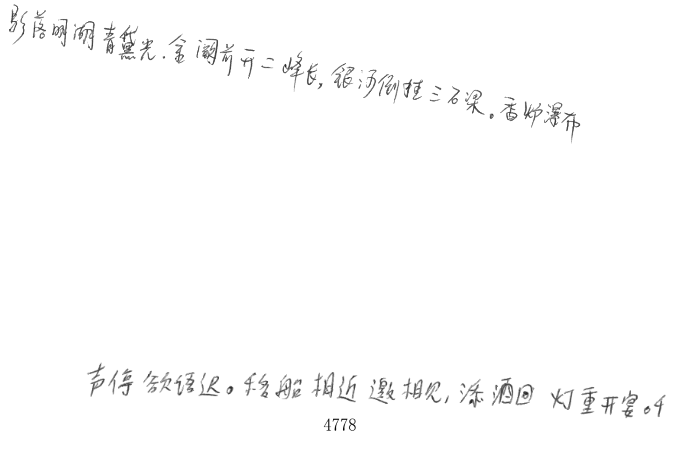 影落明湖青黛光.金阙前开二峰长,银河倒挂三石梁。香炉瀑布
声停欲语迟。移船相近邀相见,添酒回灯重开宴。千
4778